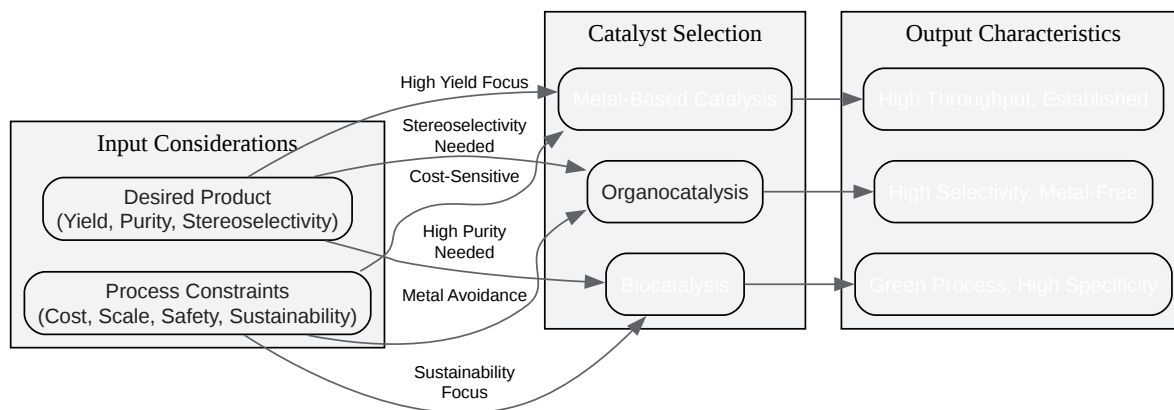 Input Considerations
Desired Product
(Yield, Purity, Stereoselectivity)
Process Constraints
(Cost, Scale, Safety, Sustainability)
High Yield Focus
Stereoselectivity
Needed
Cost-Sensitive
High Purity
Needed
Metal Avoidance
Sustainability
Focus
Catalyst Selection
Metal-Based Catalysis
Organocatalysis
Biocatalysis
Output Characteristics
High Throughput, Established
High Selectivity, Metal-Free
Green Process, High Specificity